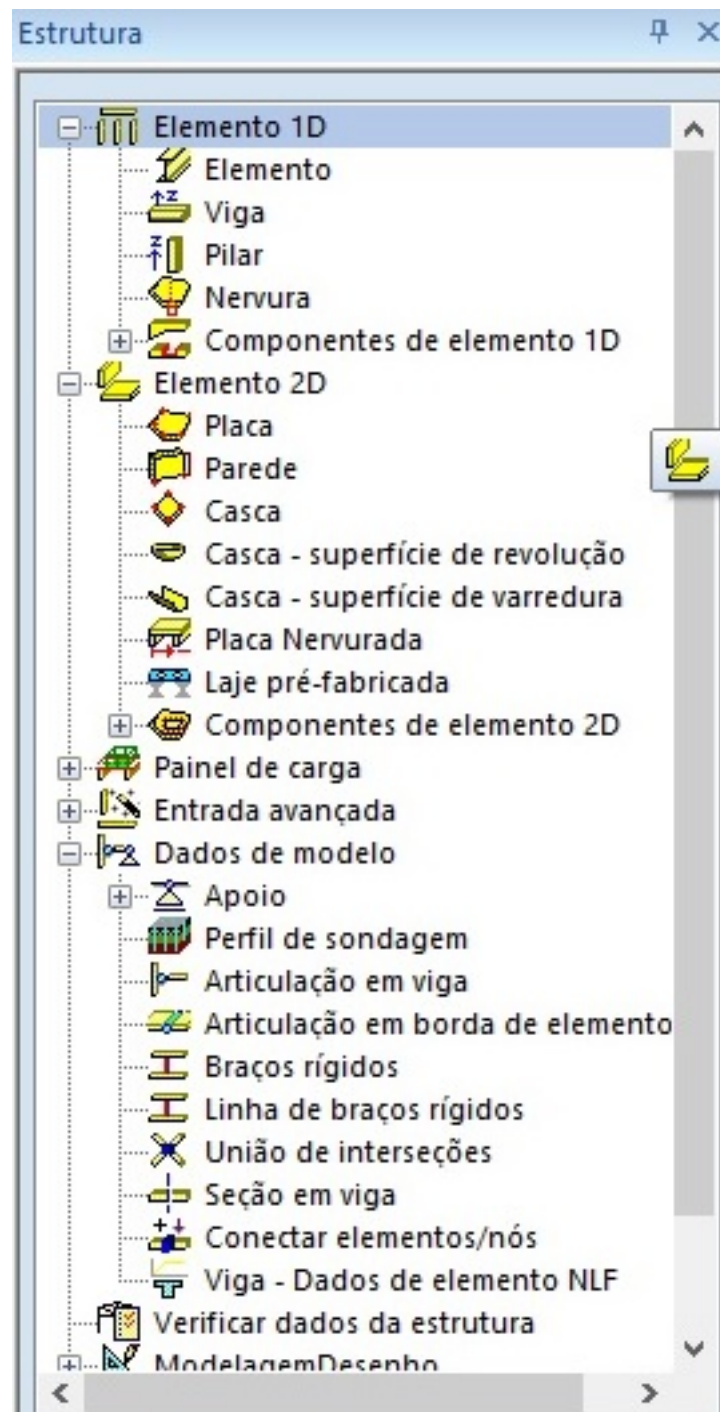 Estrutura
Elemento 1D
Elemento
Viga
Pilar
Nervura
Componentes de elemento 1D
Elemento 2D
Placa
Parede
Casca
Casca - superfície de revolução
Casca - superfície de varredura
Placa Nervurada
Laje pré-fabricada
Componentes de elemento 2D
Painel de carga
Entrada avançada
Dados de modelo
Apoio
Perfil de sondagem
Articulação em viga
Articulação em borda de elemento
Braços rígidos
Linha de braços rígidos
União de interseções
Seção em viga
Conectar elementos/nós
Viga - Dados de elemento NLF
Verificar dados da estrutura
ModelagemDesenho